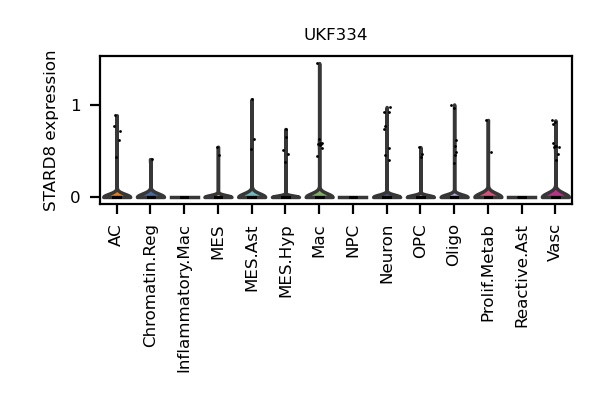 UKF334
STARD8 expression
1
0
AC
Chromatin.Reg
Inflammatory.Mac
MES
MES.Ast
MES.Hyp
Mac
NPC
Neuron
OPC
Oligo
Prolif.Metab
Reactive.Ast
Vasc